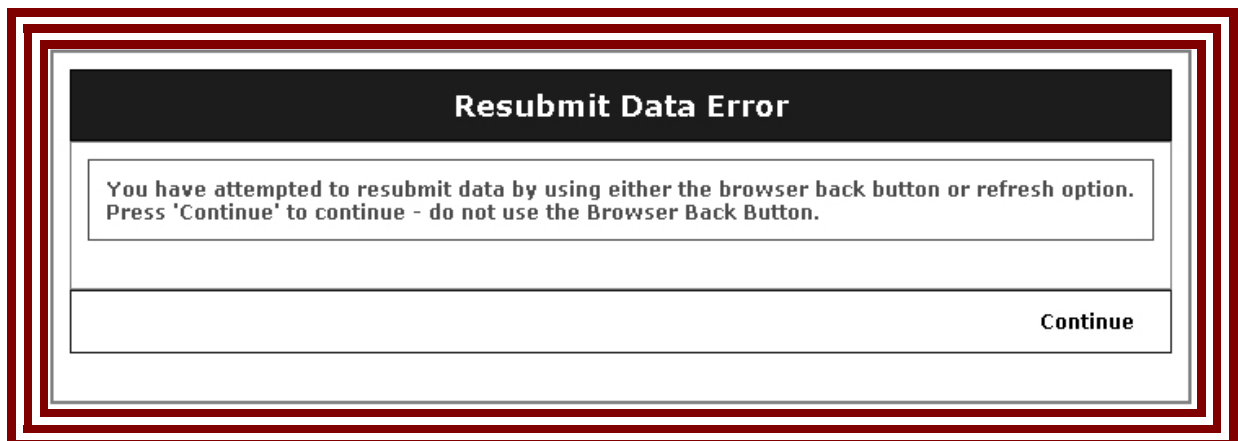 Resubmit Data Error
You have attempted to resubmit data by using either the browser back button or refresh option.
Press 'Continue' to continue - do not use the Browser Back Button.
Continue